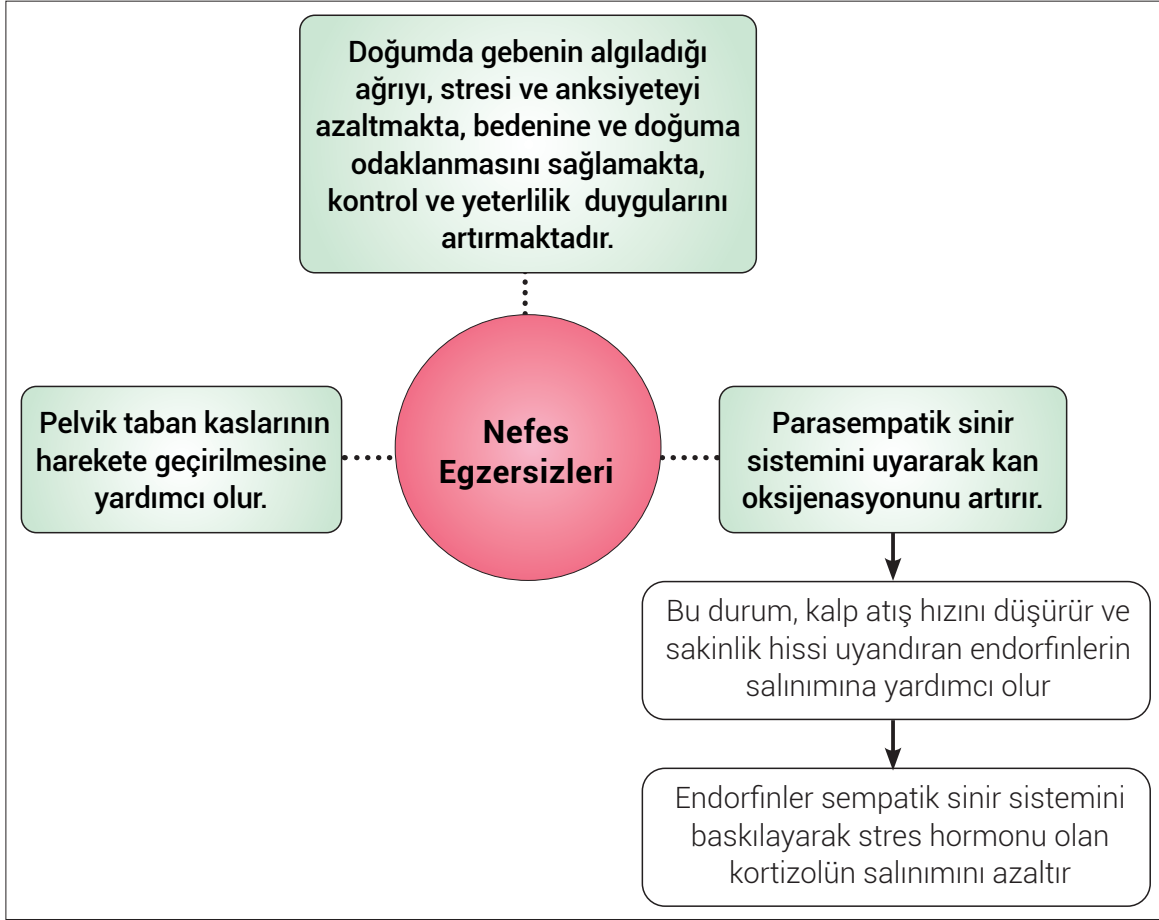 Doğumda gebenin algıladığı
ağrıyı, stresi ve anksiyeteyi
azaltmakta, bedenine ve doğuma
odaklanmasını sağlamakta,
kontrol ve yeterlilik duygularını
artırmaktadır.
Pelvik taban kaslarının
harekete geçirilmesine
yardımcı olur.
Nefes
Egzersizleri
Parasempatik sinir
sistemini uyararak kan
oksijenasyonunu artırır.
Bu durum, kalp atış hızını düşürür ve
sakinlik hissi uyandıran endorfinlerin
salınımına yardımcı olur
Endorfinler sempatik sinir sistemini
baskılayarak stres hormonu olan
kortizolün salınımını azaltır